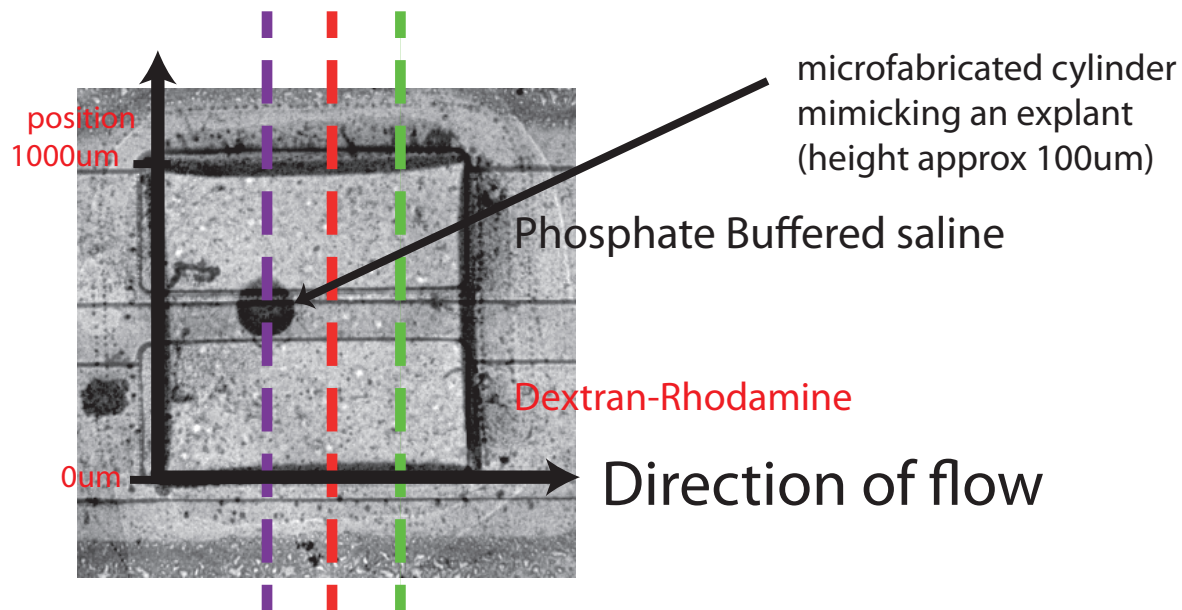 microfabricated cylinder
mimicking an explant
(height approx 100um)
position
1000um
Phosphate Buffered saline
Dextran-Rhodamine
0um
Direction of flow